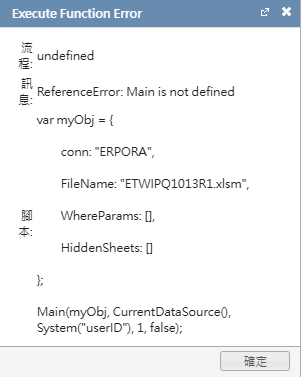 Execute Function Error
流程: undefined
訊息: ReferenceError: Main is not defined
腳本: var myObj = {
conn: "ERPORA",
FileName: "ETWIPQ1013R1.xlsm",
WhereParams: [],
HiddenSheets: []
};
Main(myObj, CurrentDataSource(),
System("userID"), 1, false);
確定